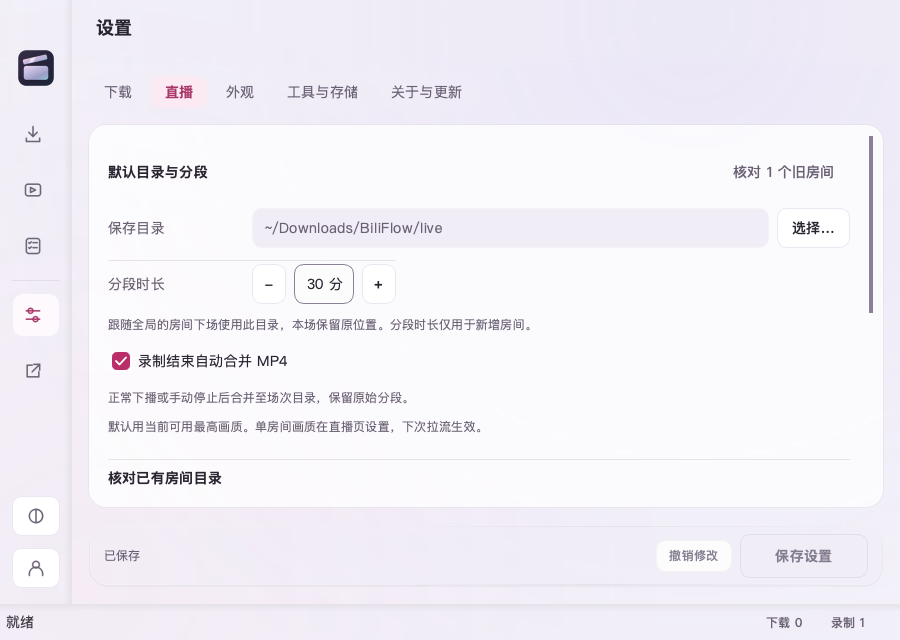 设置
下载 直播 外观 工具与存储 关于与更新
默认目录与分段 核对 1 个旧房间
保存目录 ~/Downloads/BiliFlow/live 选择...
分段时长 − 30 分 +
跟随全局的房间下场使用此目录，本场保留原位置。分段时长仅用于新增房间。
录制结束自动合并 MP4
正常下播或手动停止后合并至场次目录，保留原始分段。
默认用当前可用最高画质。单房间画质在直播页设置，下次拉流生效。
核对已有房间目录
已保存 撤销修改 保存设置
就绪 下载 0 录制 1